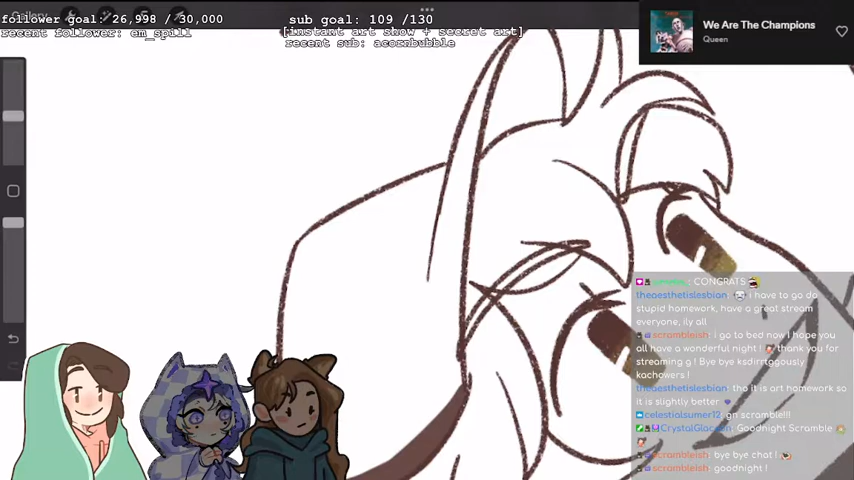 follower goal: 26,998 / 30,000
recent follower: em_spill
sub goal: 109 /130
[instant art show + secret art]
recent sub: acornbubble
We Are The Champions
Queen
: CONGRATS
theaesthetislesbian: i have to go do
stupid homework, have a great stream
everyone, ily all
scrambleish: i go to bed now I hope you
all have a wonderful night ! thank you for
streaming g ! Bye bye ksdirrtggously
kachowers !
theaesthetislesbian: tho it is art homework so
it is slightly better
celestialsumer12: gn scramble!!!
CrystalGlaceon: Goodnight Scramble
scrambleish: bye bye chat !
scrambleish: goodnight !